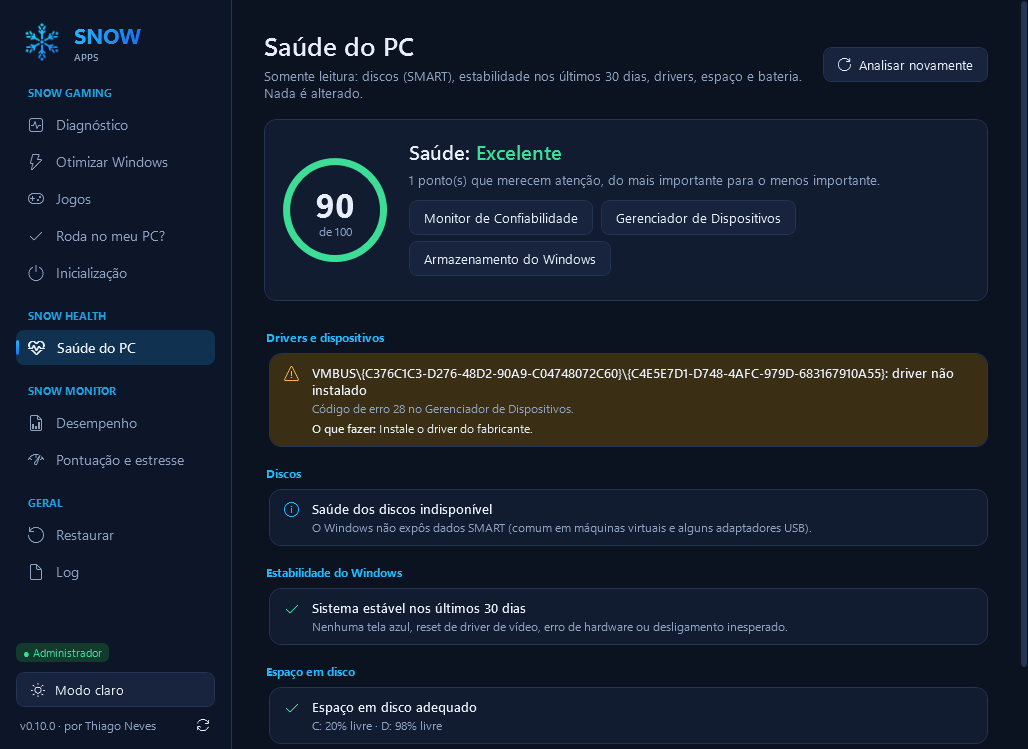 SNOW
APPS
SNOW GAMING
Diagnóstico
Otimizar Windows
Jogos
Roda no meu PC?
Inicialização
SNOW HEALTH
Saúde do PC
SNOW MONITOR
Desempenho
Pontuação e estresse
GERAL
Restaurar
Log
Administrador
Modo claro
v0.10.0 · por Thiago Neves
Saúde do PC
Somente leitura: discos (SMART), estabilidade nos últimos 30 dias, drivers, espaço e bateria.
Nada é alterado.
Analisar novamente
90
de 100
Saúde: Excelente
1 ponto(s) que merecem atenção, do mais importante para o menos importante.
Monitor de Confiabilidade
Gerenciador de Dispositivos
Armazenamento do Windows
Drivers e dispositivos
VMBUS\{C376C1C3-D276-48D2-90A9-C04748072C60}\{C4E5E7D1-D748-4AFC-979D-683167910A55}: driver não
instalado
Código de erro 28 no Gerenciador de Dispositivos.
O que fazer: Instale o driver do fabricante.
Discos
Saúde dos discos indisponível
O Windows não expôs dados SMART (comum em máquinas virtuais e alguns adaptadores USB).
Estabilidade do Windows
Sistema estável nos últimos 30 dias
Nenhuma tela azul, reset de driver de vídeo, erro de hardware ou desligamento inesperado.
Espaço em disco
Espaço em disco adequado
C: 20% livre · D: 98% livre